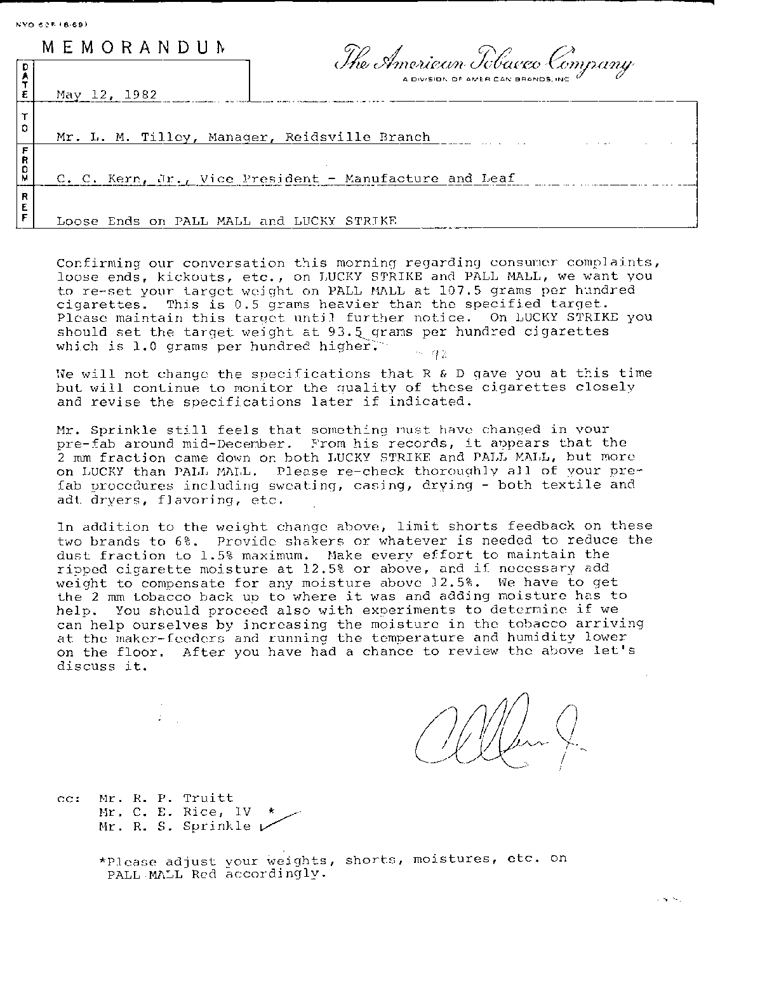 NYO 62R (6-69)
MEMORANDUM
The American Tobacco Company
A DIVISION OF AMERICAN BRANDS, INC
DATE
May 12, 1982
TO
Mr. L. M. Tilley, Manager, Reidsville Branch
FROM
C. C. Kern, Jr., Vice President - Manufacture and Leaf
REF
Loose Ends on PALL MALL and LUCKY STRIKE
Confirming our conversation this morning regarding consumer complaints,
loose ends, kickouts, etc., on LUCKY STRIKE and PALL MALL, we want you
to re-set your target weight on PALL MALL at 107.5 grams per hundred
cigarettes. This is 0.5 grams heavier than the specified target.
Please maintain this target until further notice. On LUCKY STRIKE you
should set the target weight at 93.5 grams per hundred cigarettes
which is 1.0 grams per hundred higher.
92
We will not change the specifications that R & D gave you at this time
but will continue to monitor the quality of these cigarettes closely
and revise the specifications later if indicated.
Mr. Sprinkle still feels that something must have changed in your
pre-fab around mid-December. From his records, it appears that the
2 mm fraction came down on both LUCKY STRIKE and PALL MALL, but more
on LUCKY than PALL MALL. Please re-check thoroughly all of your pre-
fab procedures including sweating, casing, drying - both textile and
adt dryers, flavoring, etc.
In addition to the weight change above, limit shorts feedback on these
two brands to 6%. Provide shakers or whatever is needed to reduce the
dust fraction to 1.5% maximum. Make every effort to maintain the
ripped cigarette moisture at 12.5% or above, and if necessary add
weight to compensate for any moisture above 12.5%. We have to get
the 2 mm tobacco back up to where it was and adding moisture has to
help. You should proceed also with experiments to determine if we
can help ourselves by increasing the moisture in the tobacco arriving
at the maker-feeders and running the temperature and humidity lower
on the floor. After you have had a chance to review the above let's
discuss it.
cc: Mr. R. P. Truitt
Mr. C. E. Rice, IV *
Mr. R. S. Sprinkle
*Please adjust your weights, shorts, moistures, etc. on
PALL MALL Red accordingly.